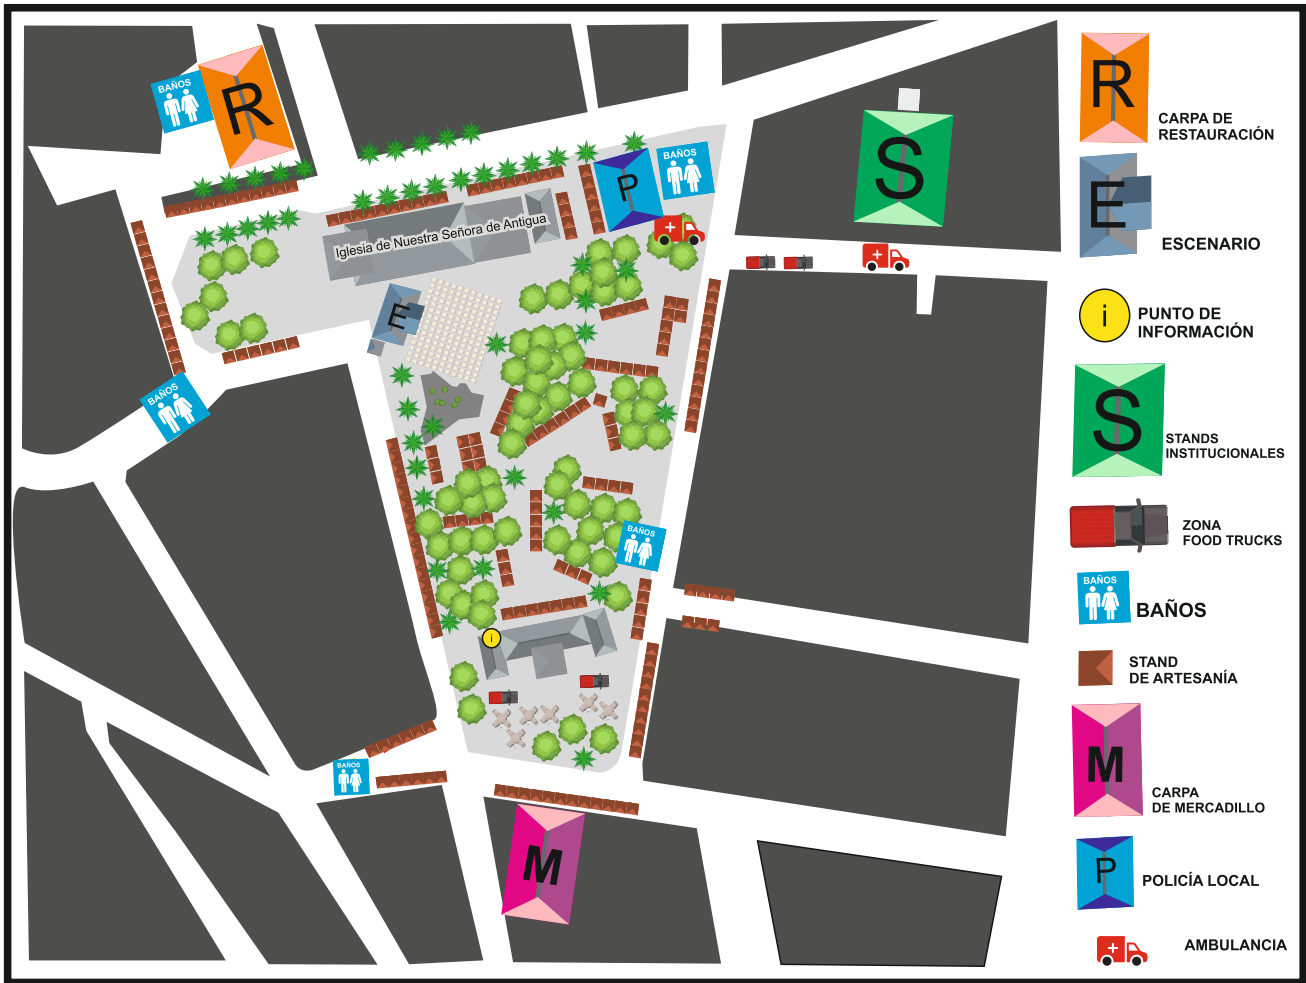 BAÑOS
R
P
BAÑOS
S
Iglesia de Nuestra Señora de Antigua
E
BAÑOS
BAÑOS
i
BAÑOS
M
R
CARPA DE
RESTAURACIÓN
E
ESCENARIO
i
PUNTO DE
INFORMACIÓN
S
STANDS
INSTITUCIONALES
ZONA
FOOD TRUCKS
BAÑOS
BAÑOS
STAND
DE ARTESANÍA
M
CARPA
DE MERCADILLO
P
POLICÍA LOCAL
AMBULANCIA